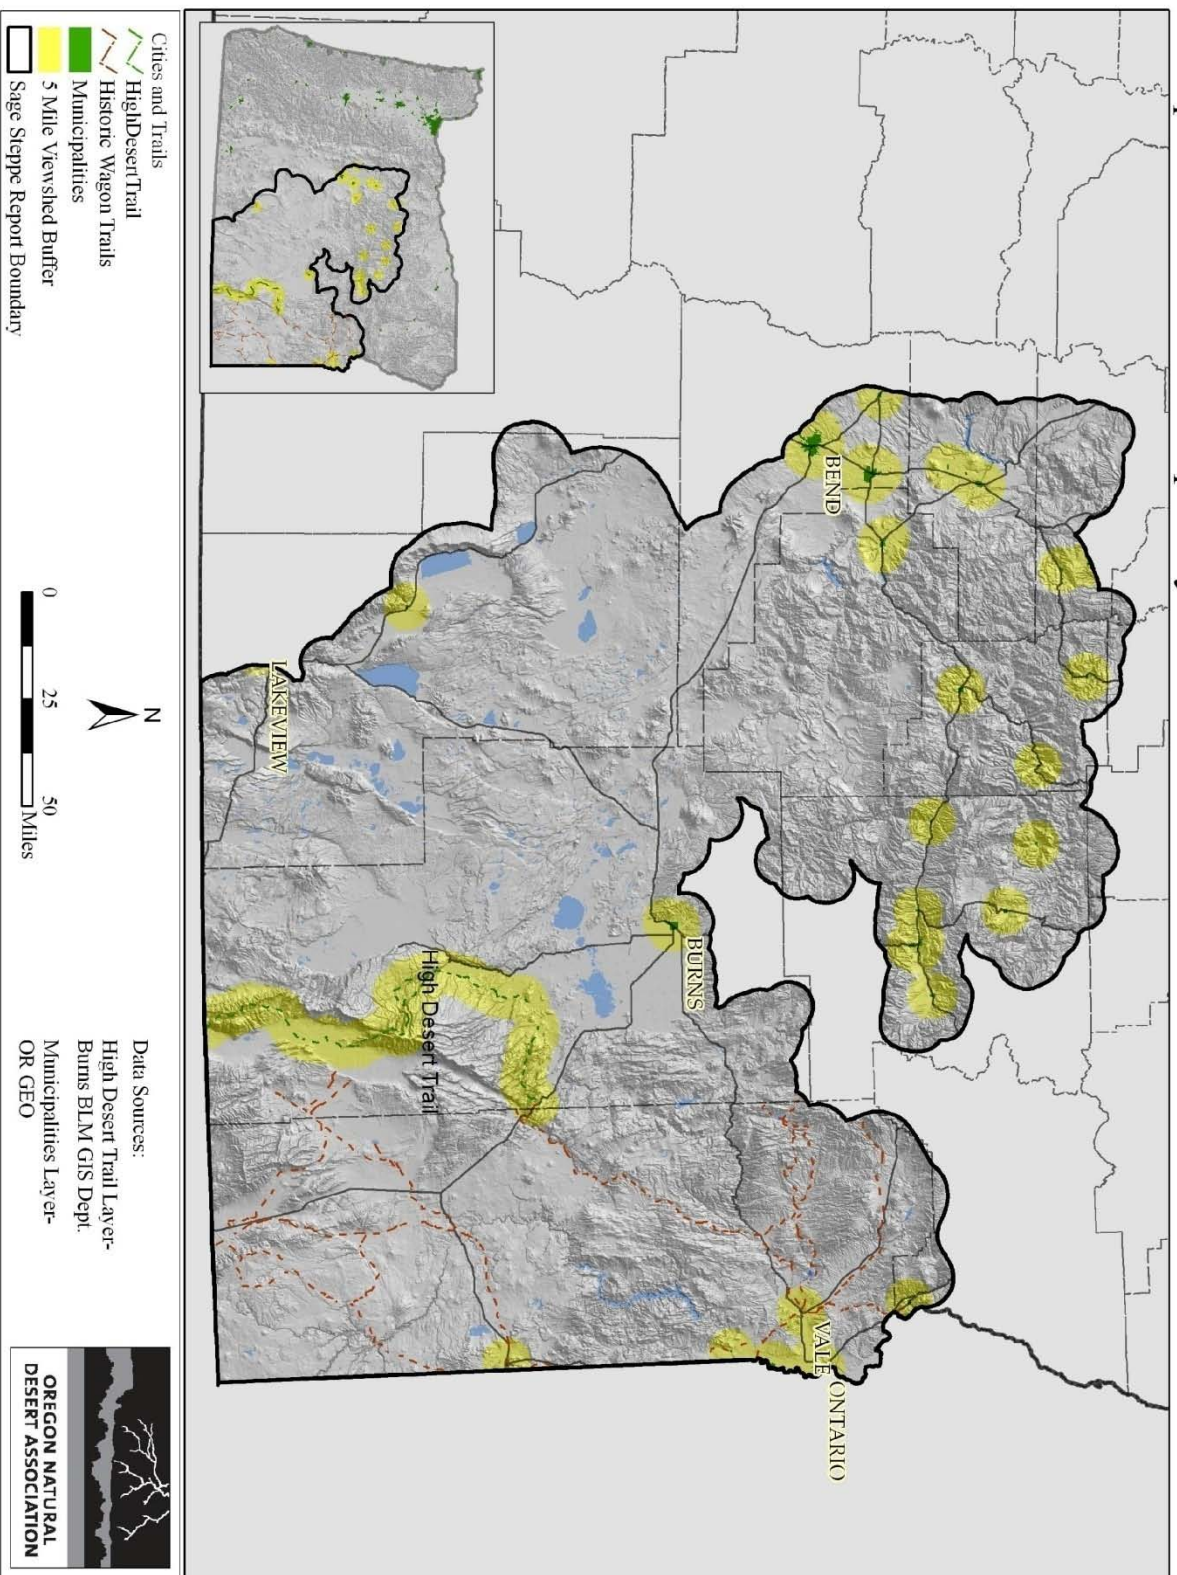 BEND
BURNS
VALE
ONTARIO
LAKEVIEW
High Desert Trail
Cities and Trails
HighDesertTrail
Historic Wagon Trails
Municipalities
5 Mile Viewshed Buffer
Sage Steppe Report Boundary
N
0 25 50
Miles
Data Sources:
High Desert Trail Layer-
Burns BLM GIS Dept.
Municipalities Layer-
OR GEO
OREGON NATURAL
DESERT ASSOCIATION